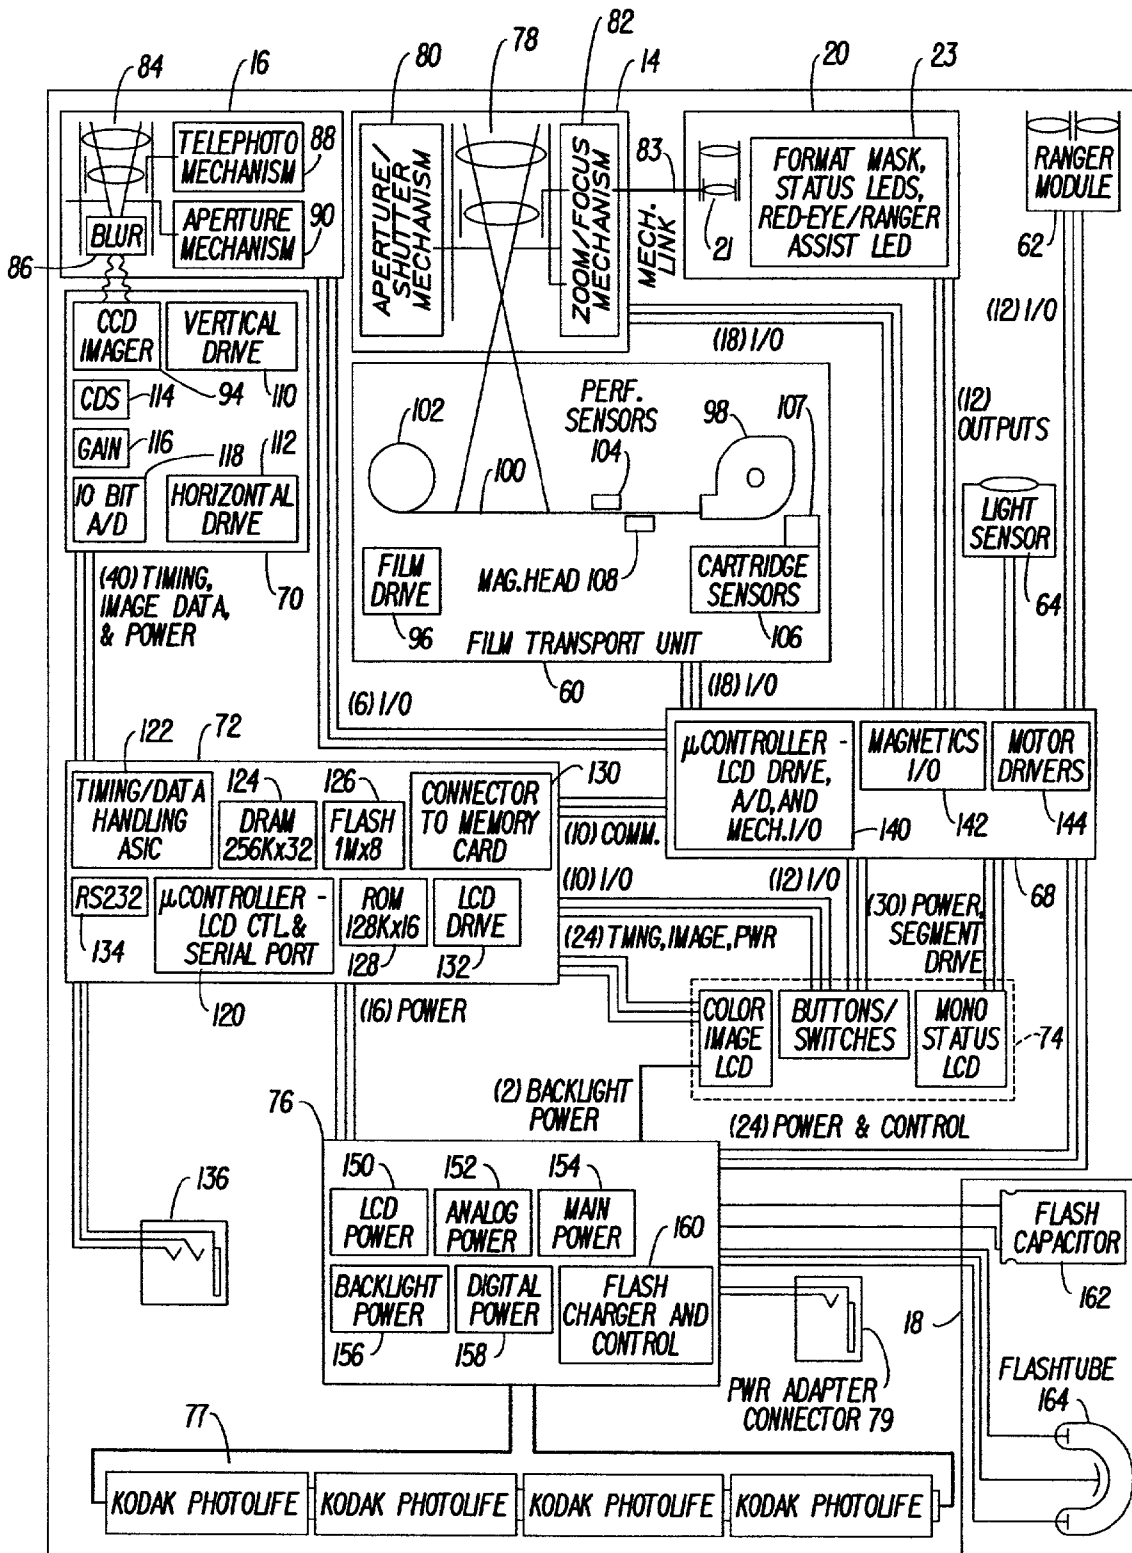 82
78
80
14
20
23
84
16
TELEPHOTO
MECHANISM
88
APERTURE
MECHANISM
90
BLUR
86
APERTURE/
SHUTTER
MECHANISM
ZOOM/FOCUS
MECHANISM
83
MECH.
LINK
21
FORMAT MASK,
STATUS LEDS,
RED-EYE/RANGER
ASSIST LED
RANGER
MODULE
62
(12) I/O
(18) I/O
CCD
IMAGER
VERTICAL
DRIVE
CDS
114
94
110
GAIN
116
118
112
10 BIT
A/D
HORIZONTAL
DRIVE
70
(40) TIMING,
IMAGE DATA,
& POWER
102
PERF.
SENSORS
104
98
107
100
FILM
DRIVE
96
MAG.HEAD 108
CARTRIDGE
SENSORS
106
FILM TRANSPORT UNIT
60
(12)
OUTPUTS
LIGHT
SENSOR
64
(18) I/O
(6) I/O
122
72
TIMING/DATA
HANDLING
ASIC
124
DRAM
256Kx32
126
FLASH
1Mx8
CONNECTOR
TO MEMORY
CARD
130
RS232
134
μCONTROLLER -
LCD CTL.&
SERIAL PORT
120
ROM
128Kx16
128
LCD
DRIVE
132
(10) COMM.
μCONTROLLER -
LCD DRIVE,
A/D, AND
MECH.I/O
140
MAGNETICS
I/O
142
MOTOR
DRIVERS
144
68
(10) I/O
(12) I/O
(24) TMNG, IMAGE, PWR
(30) POWER,
SEGMENT
DRIVE
(16) POWER
COLOR
IMAGE
LCD
BUTTONS/
SWITCHES
MONO
STATUS
LCD
74
(2) BACKLIGHT
POWER
(24) POWER & CONTROL
76
136
150
LCD
POWER
152
ANALOG
POWER
154
MAIN
POWER
160
BACKLIGHT
POWER
156
DIGITAL
POWER
158
FLASH
CHARGER AND
CONTROL
PWR ADAPTER
CONNECTOR 79
18
FLASH
CAPACITOR
162
FLASHTUBE
164
77
KODAK PHOTOLIFE KODAK PHOTOLIFE KODAK PHOTOLIFE KODAK PHOTOLIFE